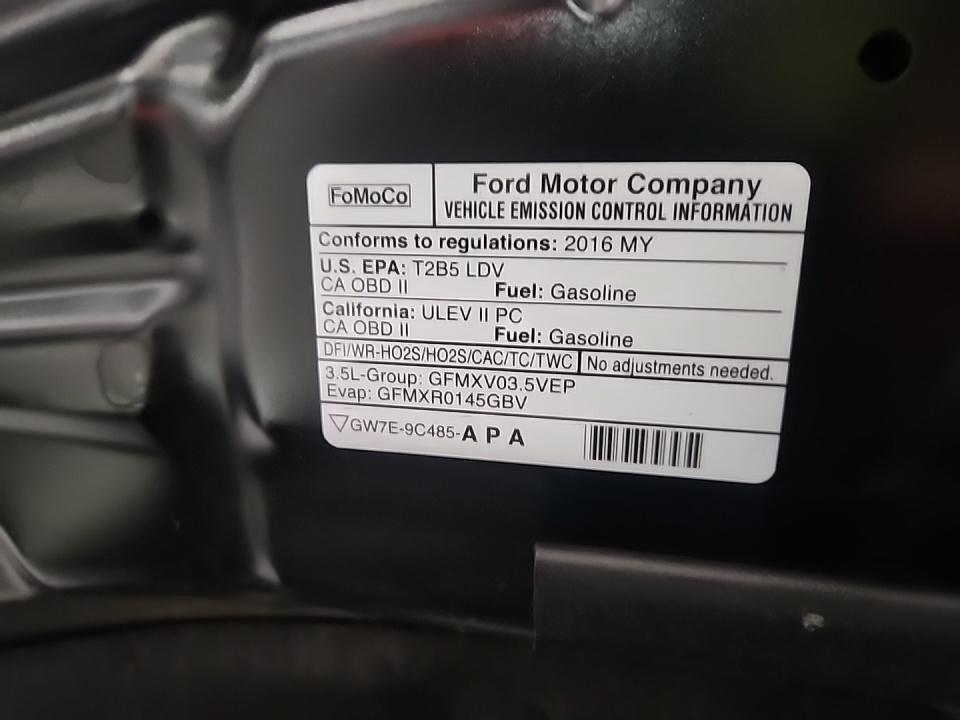 FoMoCo
Ford Motor Company
VEHICLE EMISSION CONTROL INFORMATION
Conforms to regulations: 2016 MY
U.S. EPA: T2B5 LDV
CA OBD II Fuel: Gasoline
California: ULEV II PC
CA OBD II Fuel: Gasoline
DFI/WR-HO2S/HO2S/CAC/TC/TWC No adjustments needed.
3.5L-Group: GFMXV03.5VEP
Evap: GFMXR0145GBV
GW7E-9C485-APA